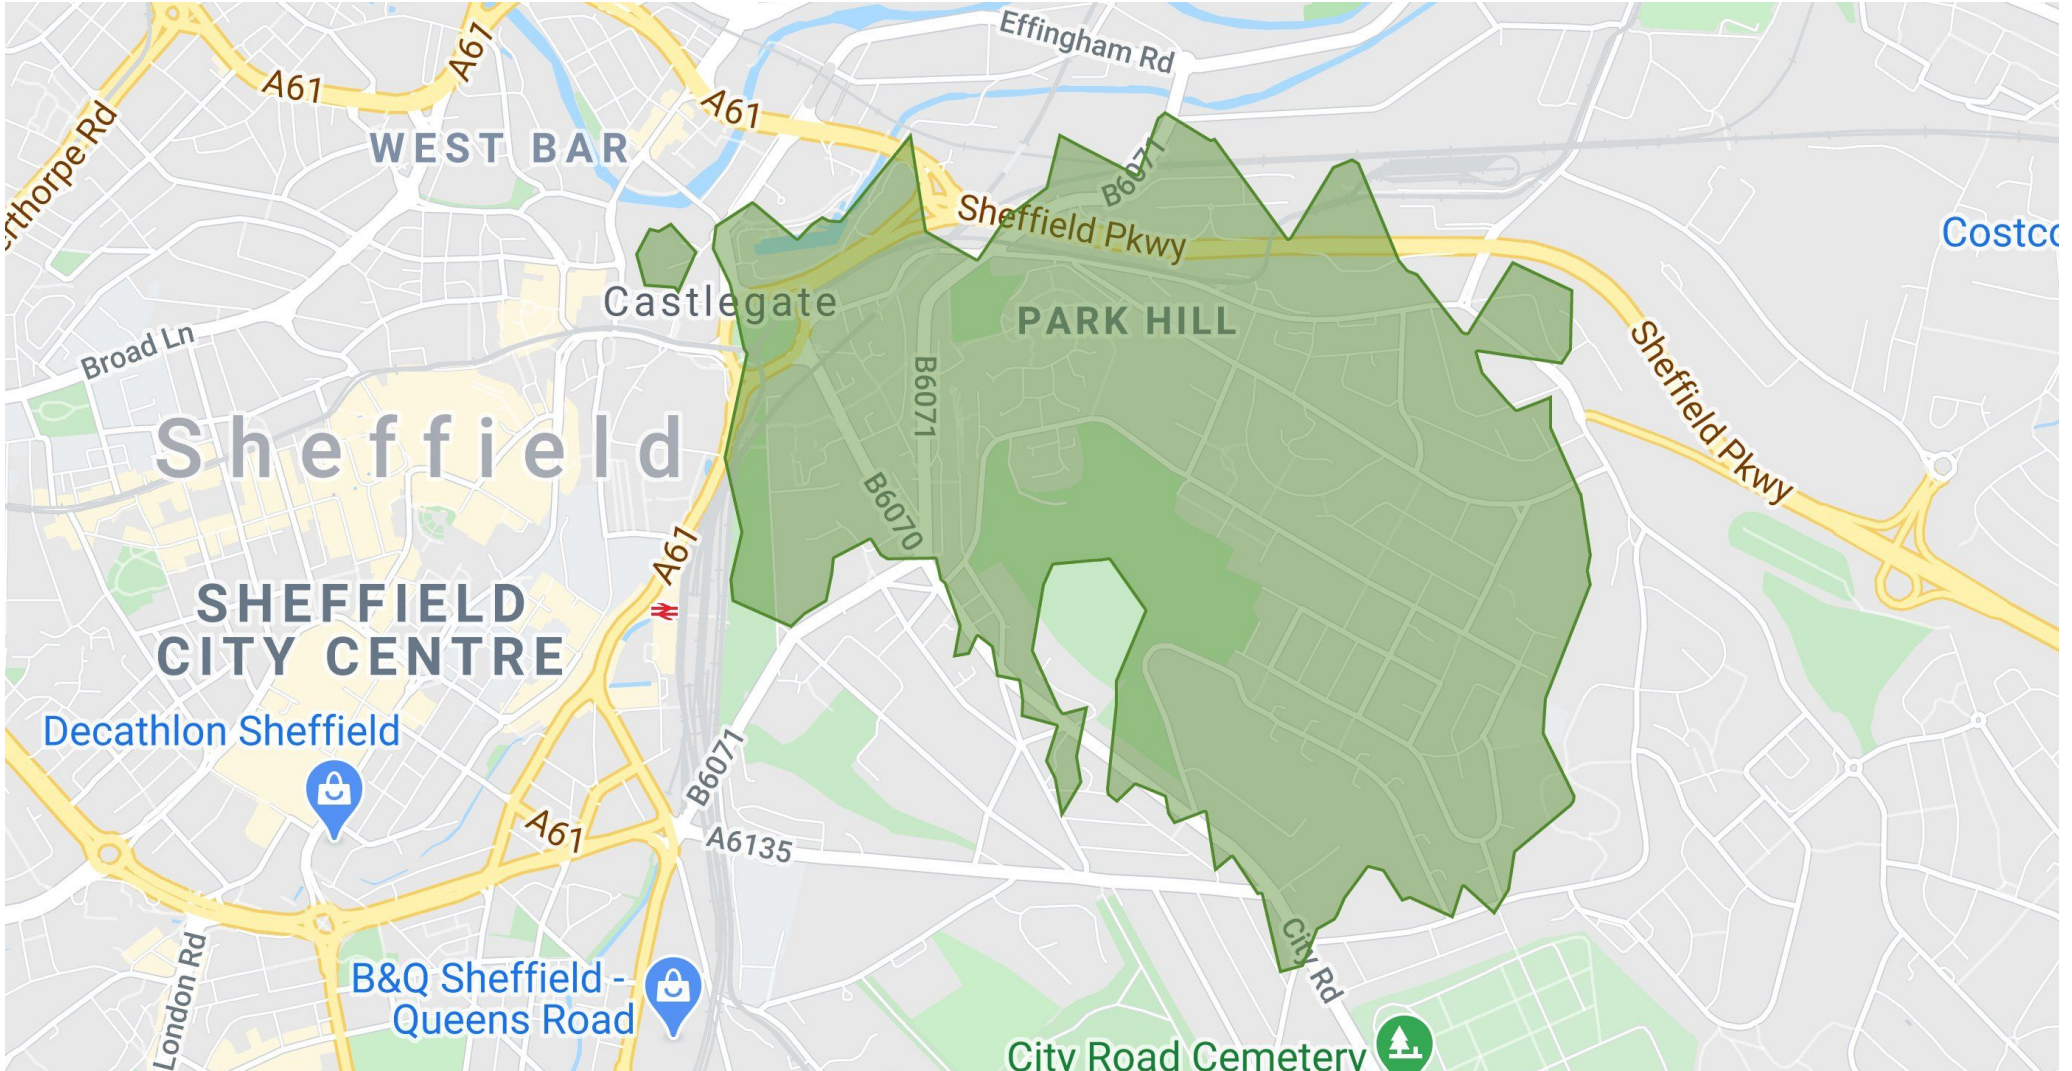 Effingham Rd
A61
A61
A61
erthorpe Rd
WEST BAR
B6071
Sheffield Pkwy
Costco
Castlegate
PARK HILL
Broad Ln
B6071
Sheffield Pkwy
Sheffield
B6070
A61
SHEFFIELD
CITY CENTRE
Decathlon Sheffield
B6071
A61
A6135
City Rd
London Rd
B&Q Sheffield -
Queens Road
City Road Cemetery